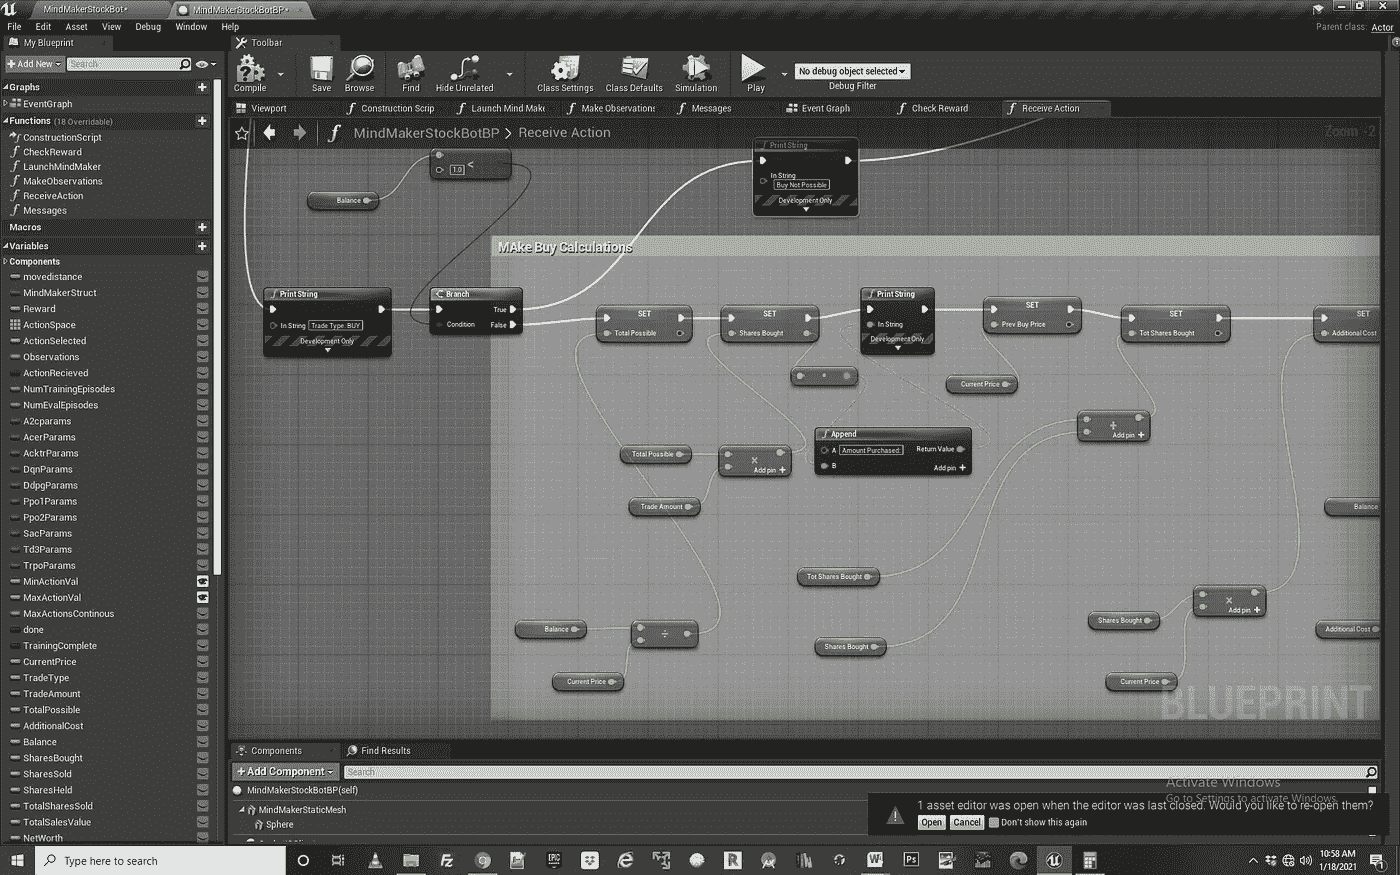 MindMakerStockBot*
MindMakerStockBotBP*
File Edit Asset View Debug Window Help
Parent class: Actor
My Blueprint
Toolbar
Add New
Search
Compile
Save
Browse
Find
Hide Unrelated
Class Settings
Class Defaults
Simulation
Play
No debug object selected
Debug Filter
Graphs
EventGraph
Functions (18 Overridable)
ConstructionScript
CheckReward
LaunchMindMaker
MakeObservations
ReceiveAction
Messages
Macros
Variables
Components
movedistance
MindMakerStruct
Reward
ActionSpace
ActionSelected
Observations
ActionRecieved
NumTrainingEpisodes
NumEvalEpisodes
A2cparams
AcerParams
AcktrParams
DqnParams
DdpgParams
Ppo1Params
Ppo2Params
SacParams
Td3Params
TrpoParams
MinActionVal
MaxActionVal
MaxActionsContinous
done
TrainingComplete
CurrentPrice
TradeType
TradeAmount
TotalPossible
AdditionalCost
Balance
SharesBought
SharesSold
SharesHeld
TotalSharesSold
TotalSalesValue
NetWorth
Viewport
Construction Scrip
Launch Mind Make
Make Observations
Messages
Event Graph
Check Reward
Receive Action
MindMakerStockBotBP > Receive Action
Zoom -2
1.0 <
Balance
Print String
In String
Buy Not Possible
Development Only
MAke Buy Calculations
Print String
In String Trade Type: BUY
Development Only
Branch
True
Condition False
SET
Total Possible
SET
Shares Bought
Print String
In String
Development Only
SET
Prev Buy Price
SET
Tot Shares Bought
SET
Additional Cost
Current Price
Add pin +
Append
A Amount Purchased: Return Value
B Add pin +
Total Possible
× Add pin +
Trade Amount
Balance
Tot Shares Bought
× Add pin +
Shares Bought
Balance
÷
Additional Cost
Shares Bought
Current Price
Current Price
BLUEPRINT
Components
Find Results
+Add Component
Search
MindMakerStockBotBP(self)
MindMakerStaticMesh
Sphere
Activate Windows
Go to Settings to activate Windows.
1 asset editor was open when the editor was last closed. Would you like to re-open them?
Open Cancel Don't show this again
Type here to search
10:58 AM
1/18/2021